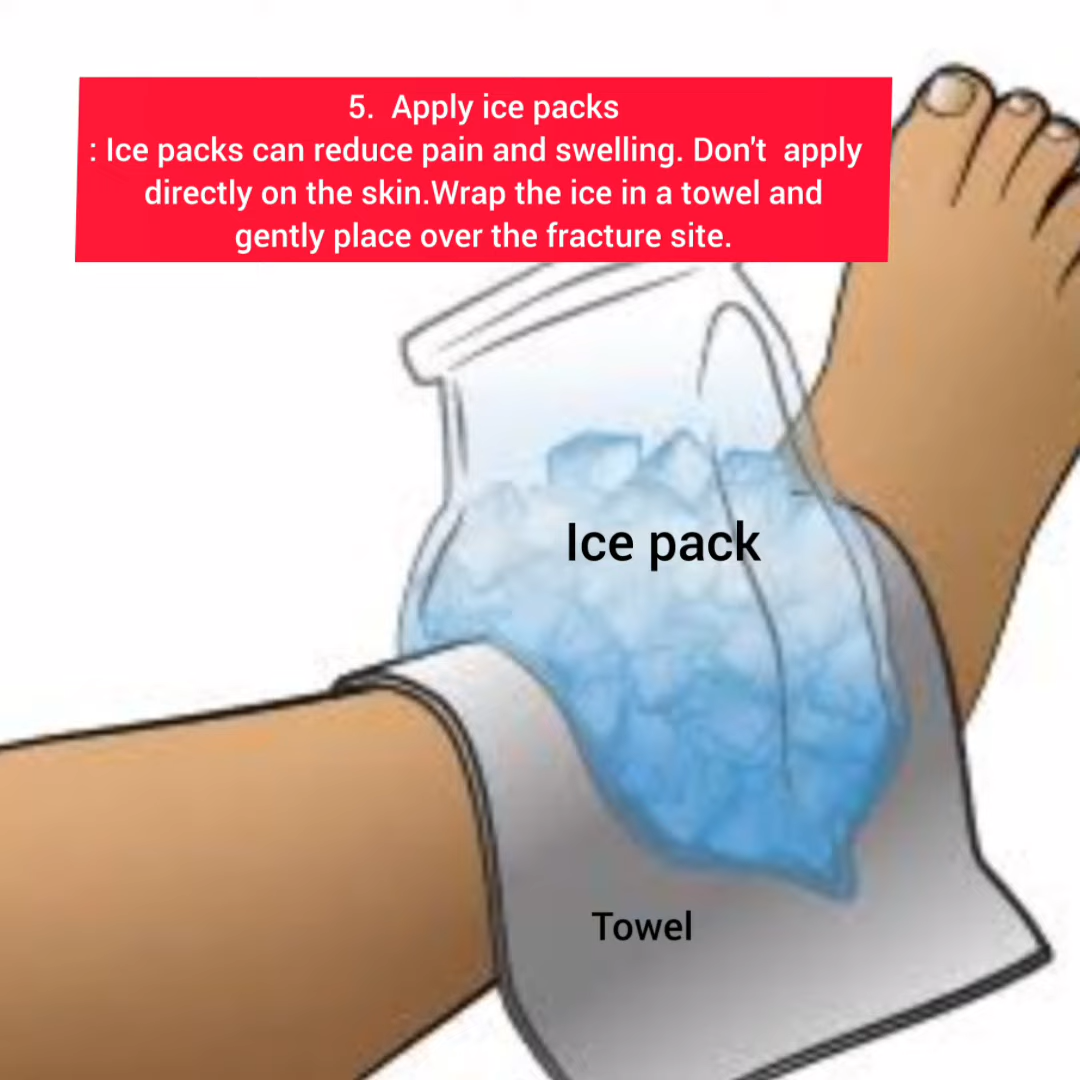 5.  Apply ice packs
: Ice packs can reduce pain and swelling. Don't  apply
directly on the skin.Wrap the ice in a towel and
gently place over the fracture site.
Ice pack
Towel